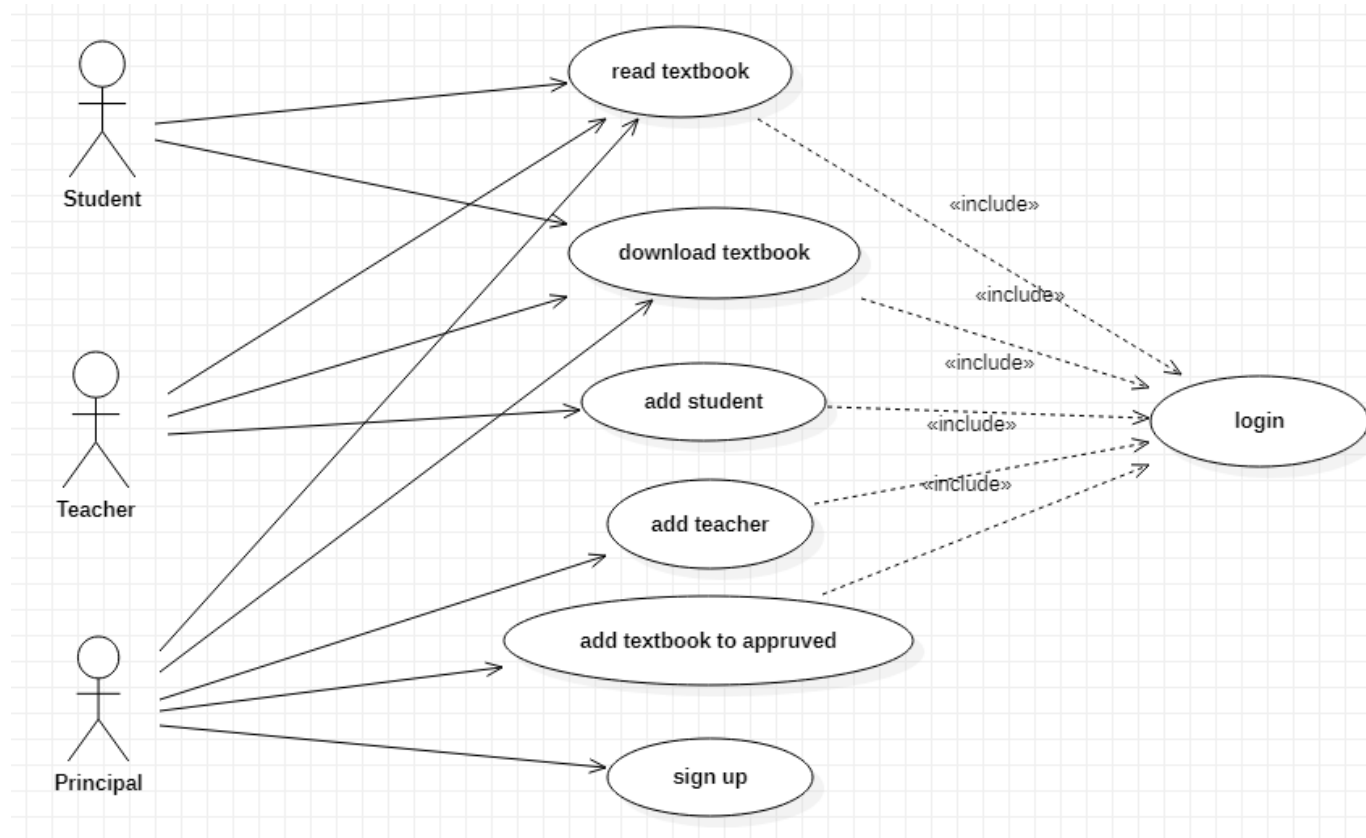 read textbook
Student
«include»
download textbook
«include»
«include»
add student
login
«include»
«include»
Teacher
add teacher
add textbook to appruved
Principal
sign up